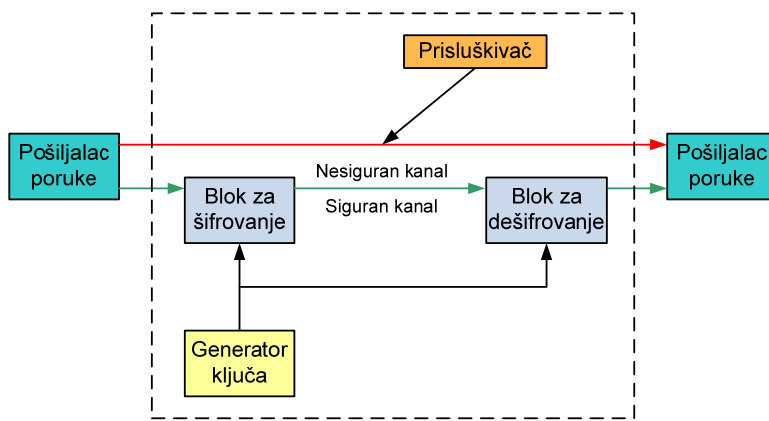 Prisluškivač
Pošiljalac
poruke
Pošiljalac
poruke
Nesiguran kanal
Siguran kanal
Blok za
šifrovanje
Blok za
dešifrovanje
Generator
ključa